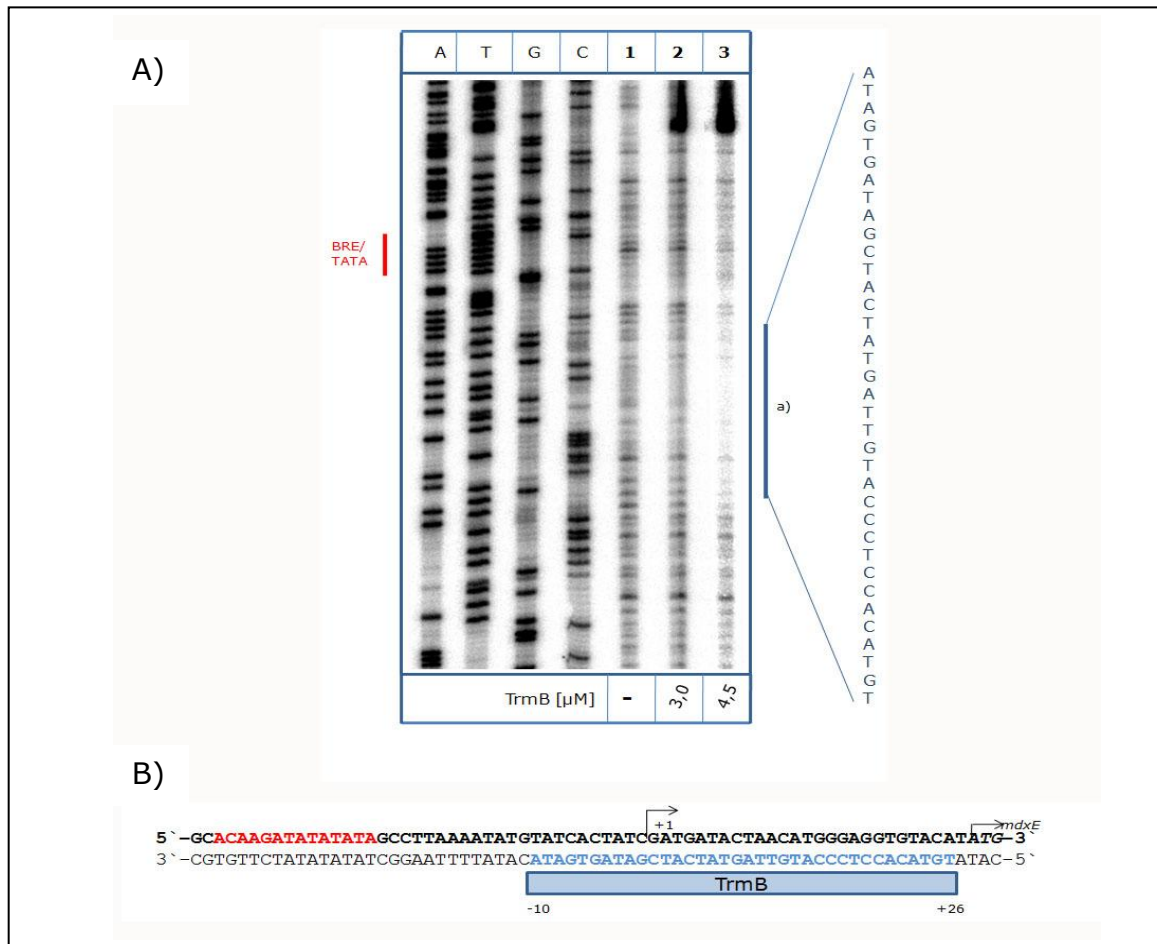 A)
A T G C 1 2 3
BRE/
TATA
a)
A
T
A
G
T
G
A
T
A
G
C
T
A
C
T
A
T
G
A
T
T
G
T
A
C
C
C
T
C
C
A
C
A
T
G
T
TrmB [µM] - 3,0 4,5
B)
+1 mdxE
5`-GCACAAGATATATATAGCCTTAAAATATGTATCACTATCGATGATACTAACATGGGAGGTGTACATATG-3`
3`-CGTGTTCTATATATATCGGAATTTTATACATAGTGATAGCTACTATGATTGTACCCTCCACATGTATAC-5`
TrmB
-10 +26